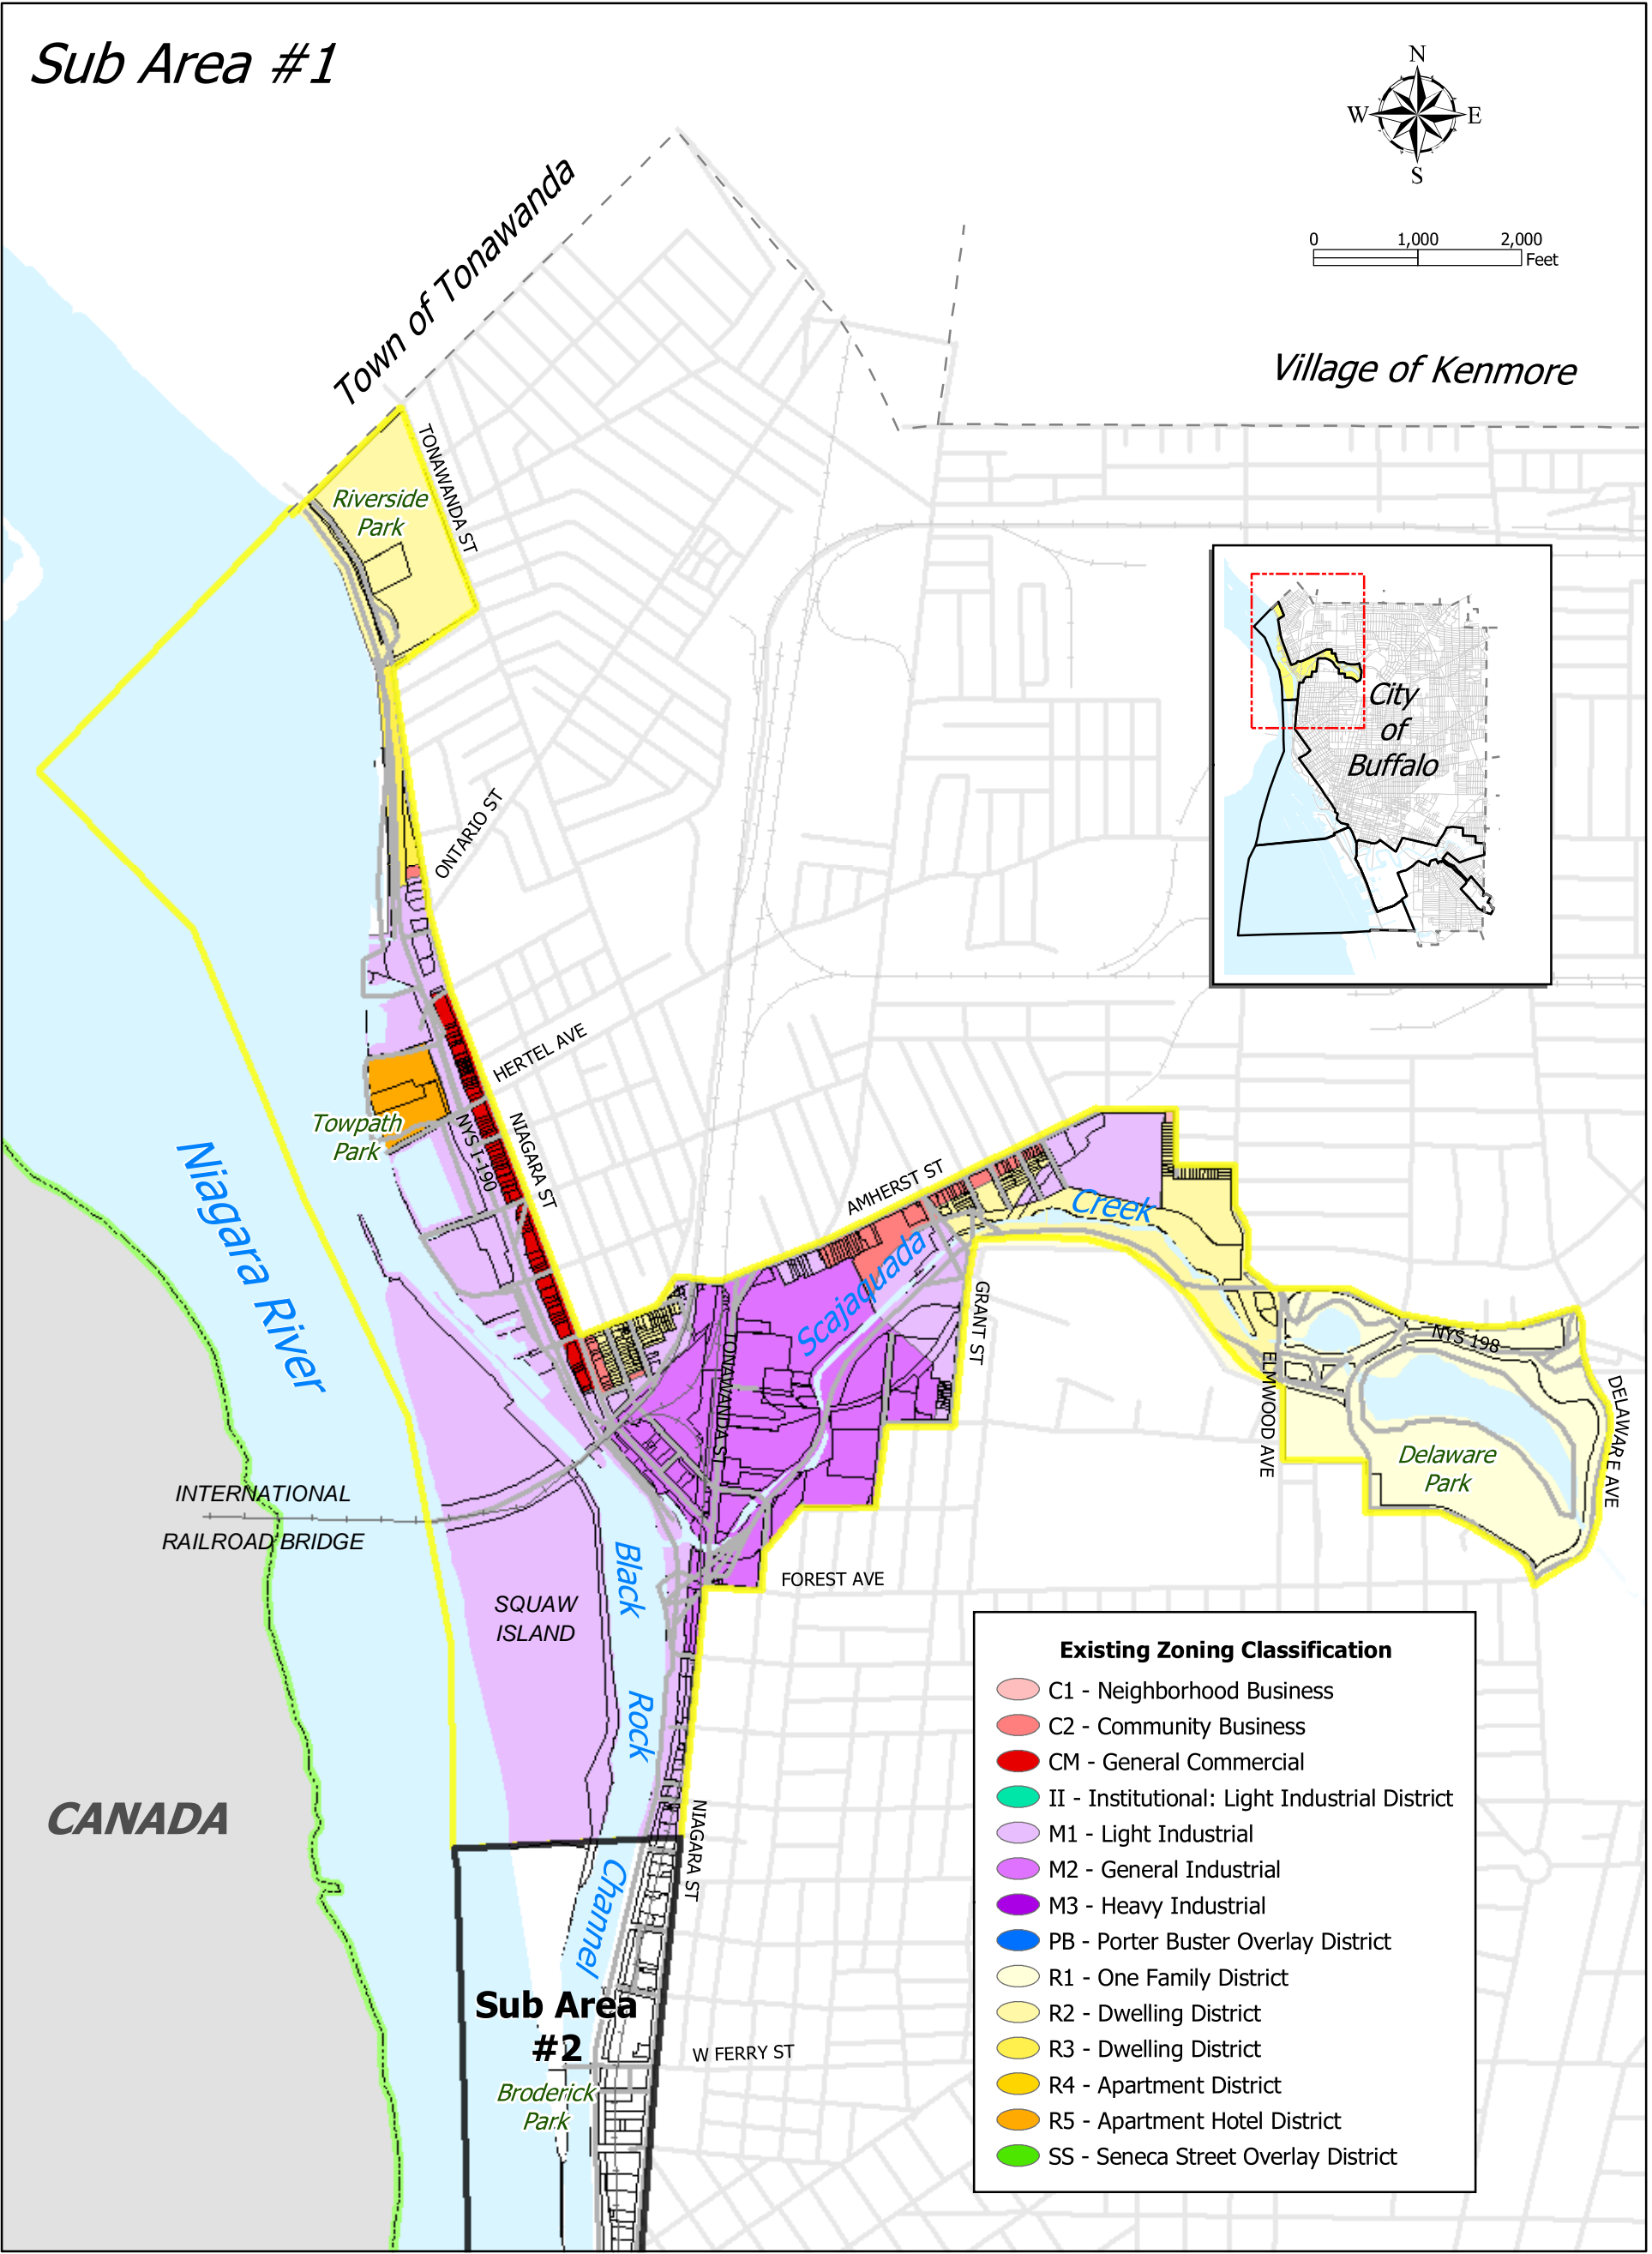 Sub Area #1
N
W
E
S
0
1,000
2,000
Feet
Town of Tonawanda
Village of Kenmore
TONAWANDA ST
Riverside
Park
City
of
Buffalo
ONTARIO ST
HERTEL AVE
Towpath
Park
NYS I-190
NIAGARA ST
AMHERST ST
Niagara River
Scajaquada
Creek
GRANT ST
TONAWANDA ST
NYS 198
ELMWOOD AVE
DELAWARE AVE
Delaware
Park
INTERNATIONAL
RAILROAD BRIDGE
SQUAW
ISLAND
Black
Rock
Channel
FOREST AVE
CANADA
NIAGARA ST
Sub Area
#2
W FERRY ST
Broderick
Park
Existing Zoning Classification
C1 - Neighborhood Business
C2 - Community Business
CM - General Commercial
II - Institutional: Light Industrial District
M1 - Light Industrial
M2 - General Industrial
M3 - Heavy Industrial
PB - Porter Buster Overlay District
R1 - One Family District
R2 - Dwelling District
R3 - Dwelling District
R4 - Apartment District
R5 - Apartment Hotel District
SS - Seneca Street Overlay District